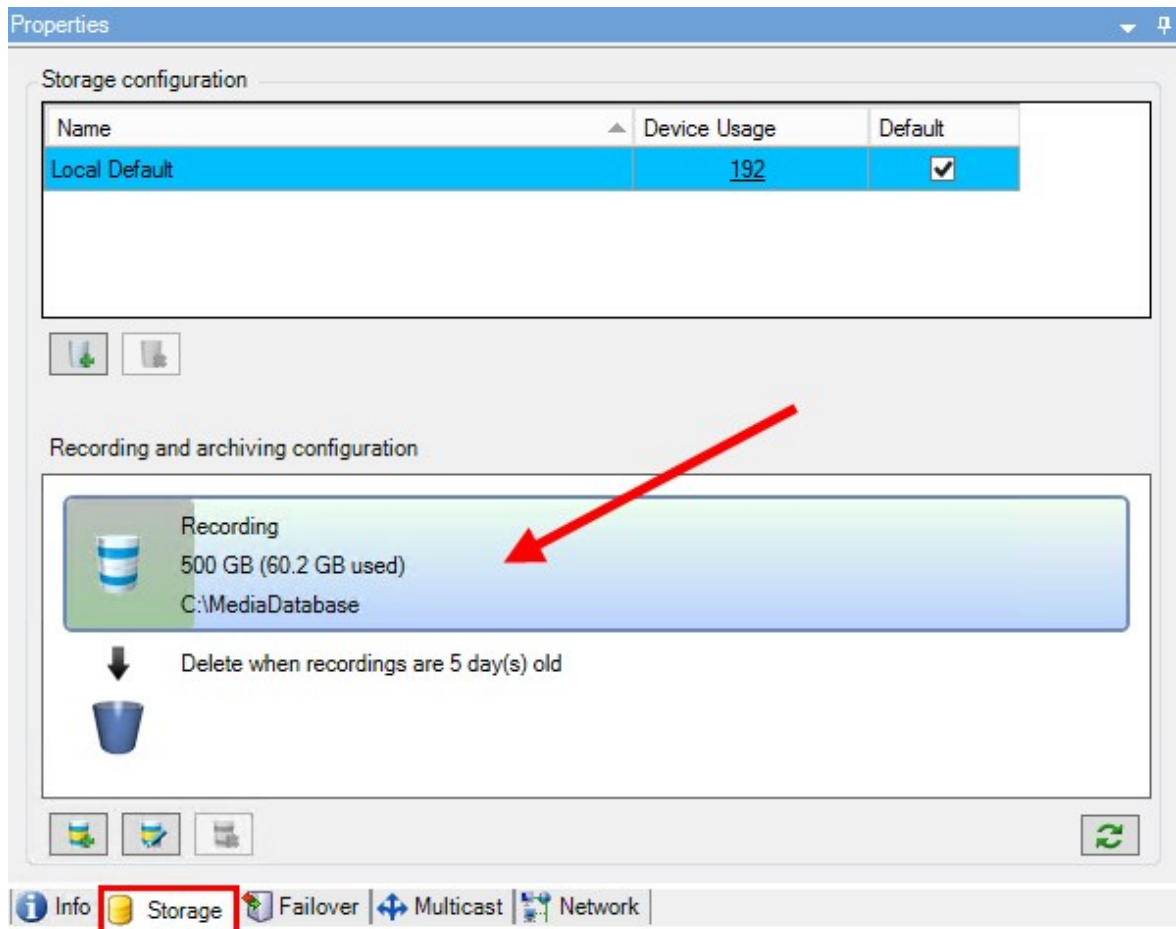 Properties
Storage configuration
Name Device Usage Default
Local Default 192
Recording and archiving configuration
Recording
500 GB (60.2 GB used)
C:\MediaDatabase
Delete when recordings are 5 day(s) old
Info Storage Failover Multicast Network